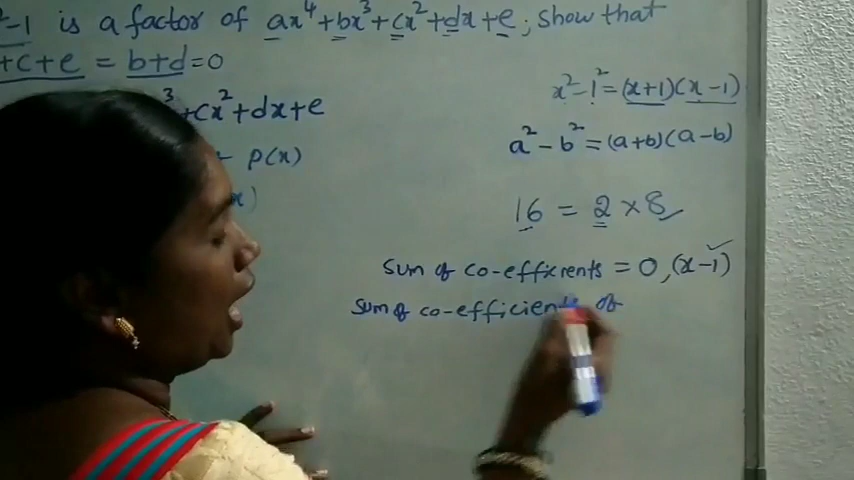 ²-1 is a factor of ax⁴+bx³+cx²+dx+e, show that
+c+e = b+d=0
³+cx²+dx+e
x²-1²=(x+1)(x-1)
p(x)
a²-b²=(a+b)(a-b)
x)
16 = 2×8
sum of co-efficients = 0, (x-1)
sum of co-efficients of